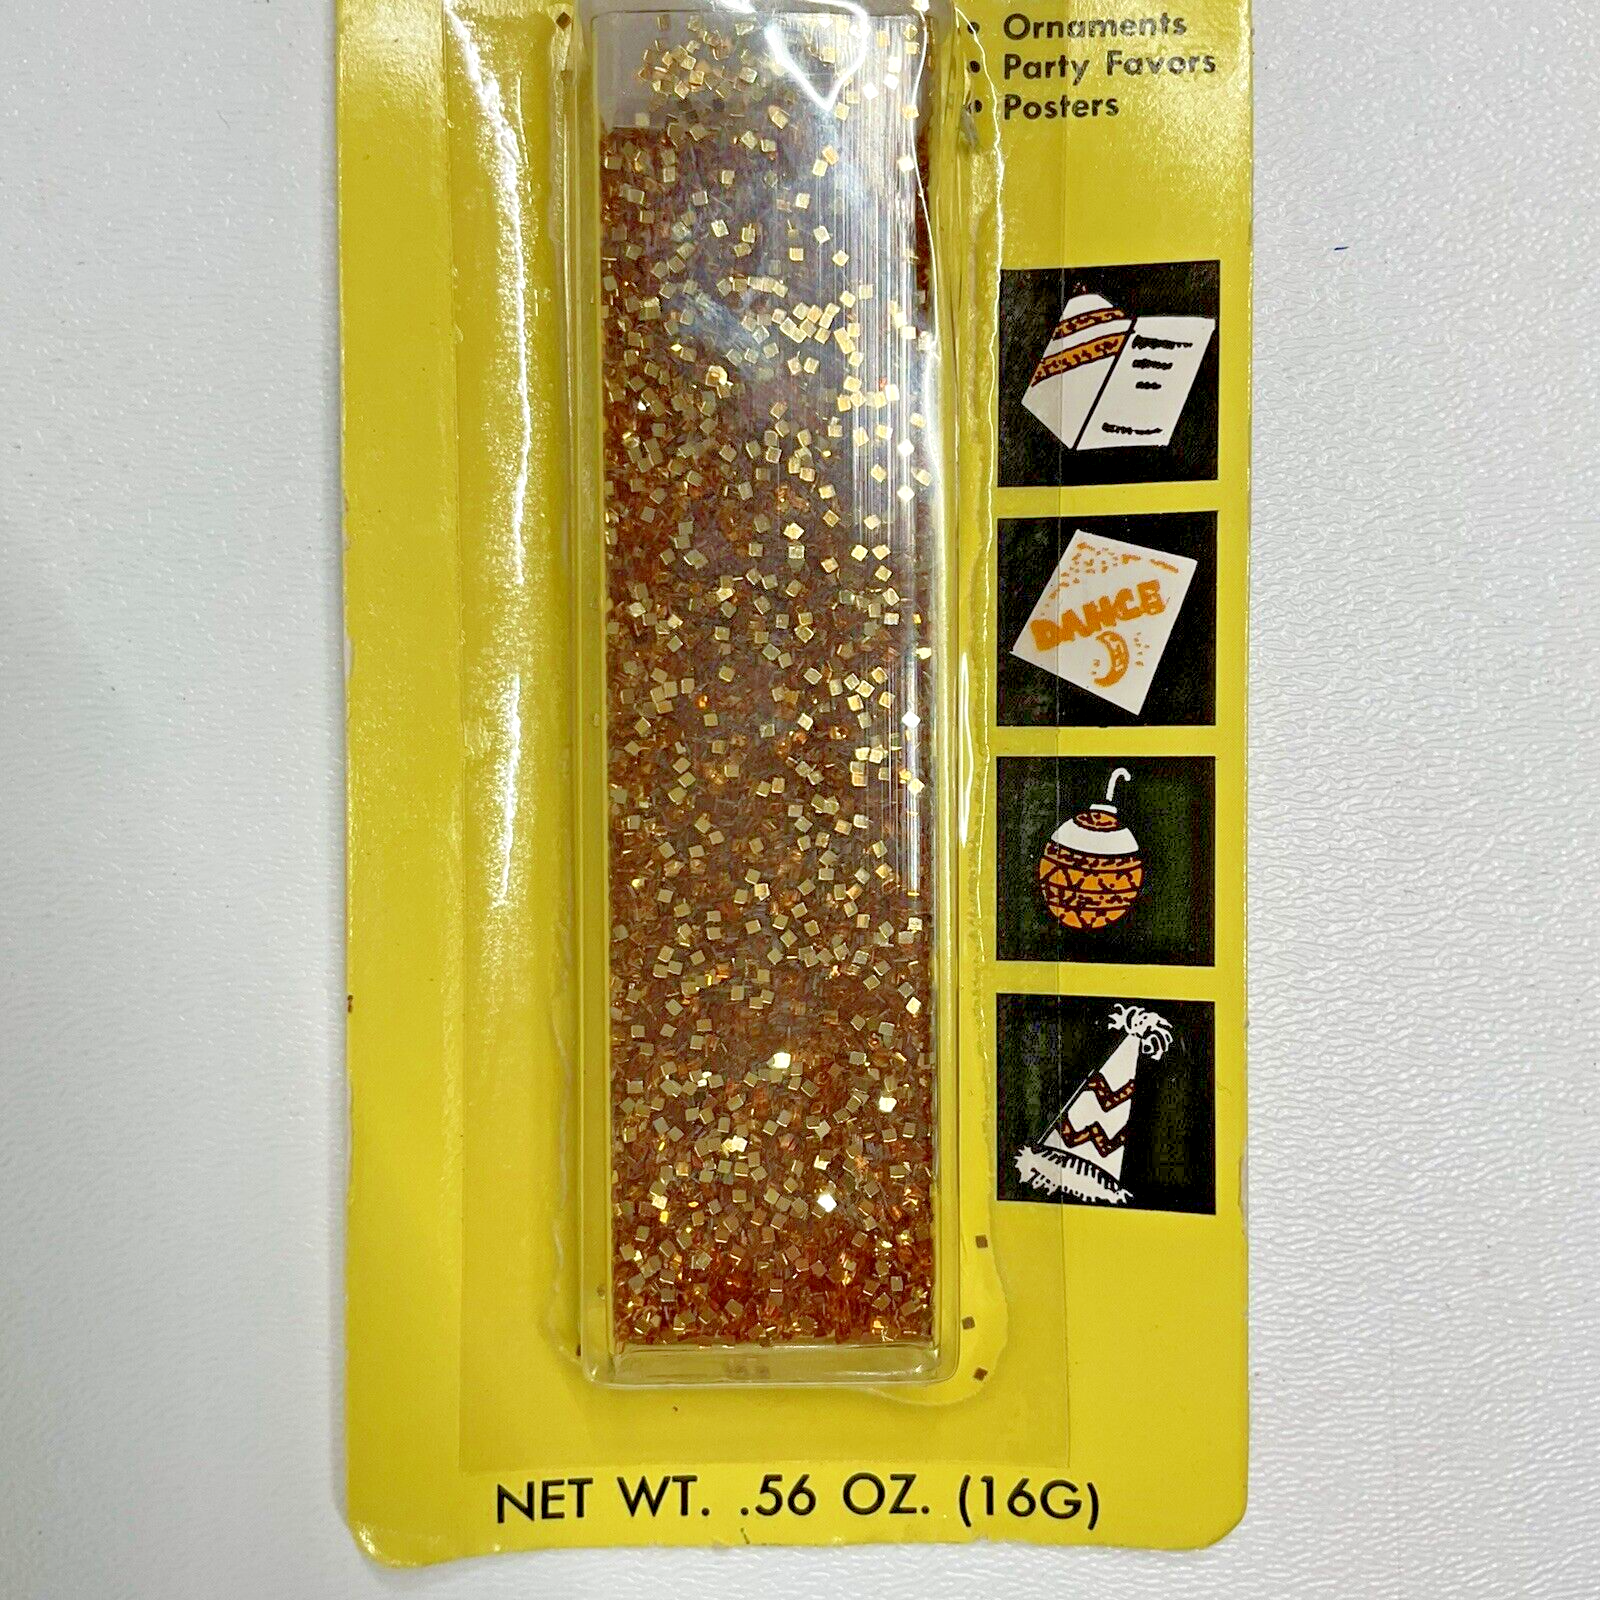 • Ornaments
• Party Favors
• Posters
DANCE
NET WT. .56 OZ. (16G)